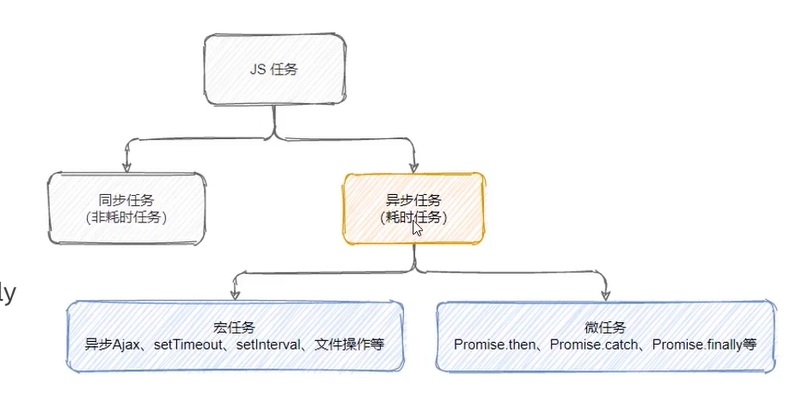 JS 任务
同步任务
（非耗时任务）
异步任务
（耗时任务）
ly
宏任务
异步Ajax、setTimeout、setInterval、文件操作等
微任务
Promise.then、Promise.catch、Promise.finally等